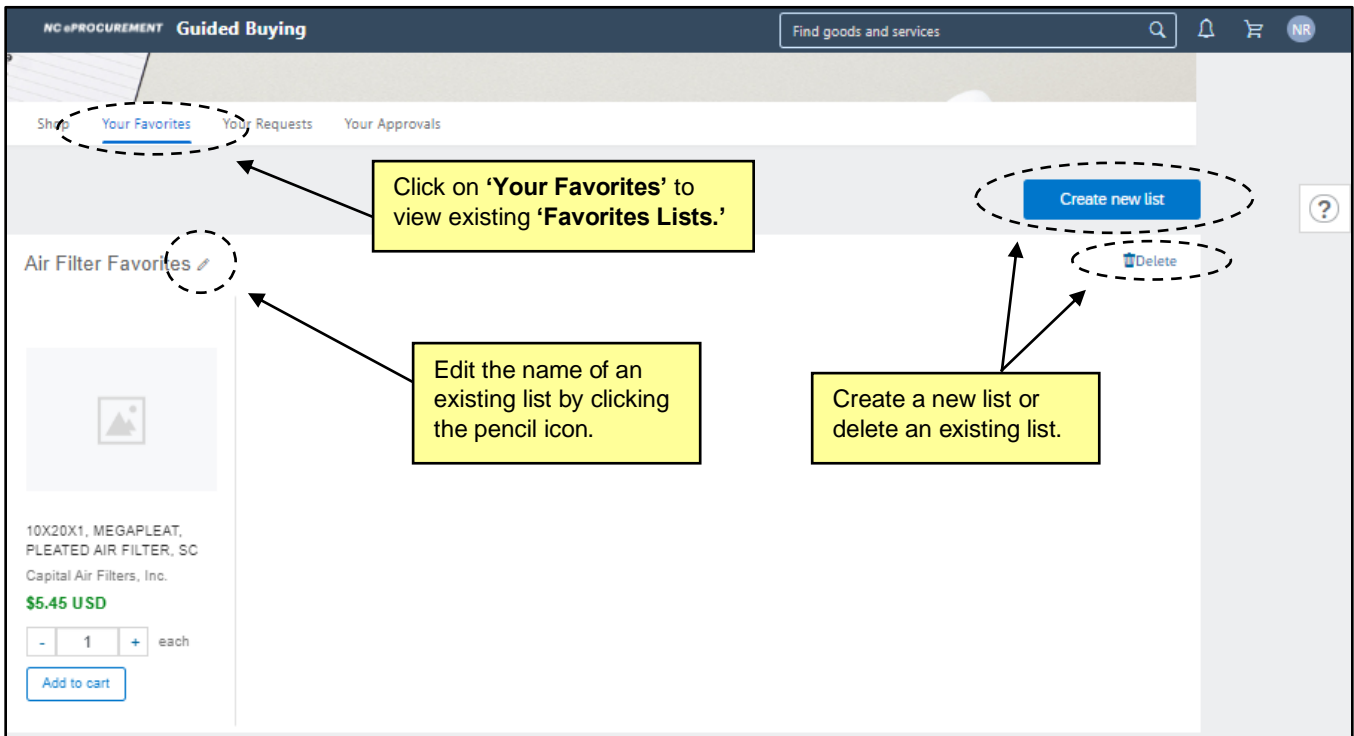 NC ePROCUREMENT Guided Buying
Find goods and services
NR
Shop Your Favorites Your Requests Your Approvals
Click on ‘Your Favorites’ to
view existing ‘Favorites Lists.’
Create new list
?
Air Filter Favorites
Delete
Edit the name of an
existing list by clicking
the pencil icon.
Create a new list or
delete an existing list.
10X20X1, MEGAPLEAT,
PLEATED AIR FILTER, SC
Capital Air Filters, Inc.
$5.45 USD
- 1 + each
Add to cart